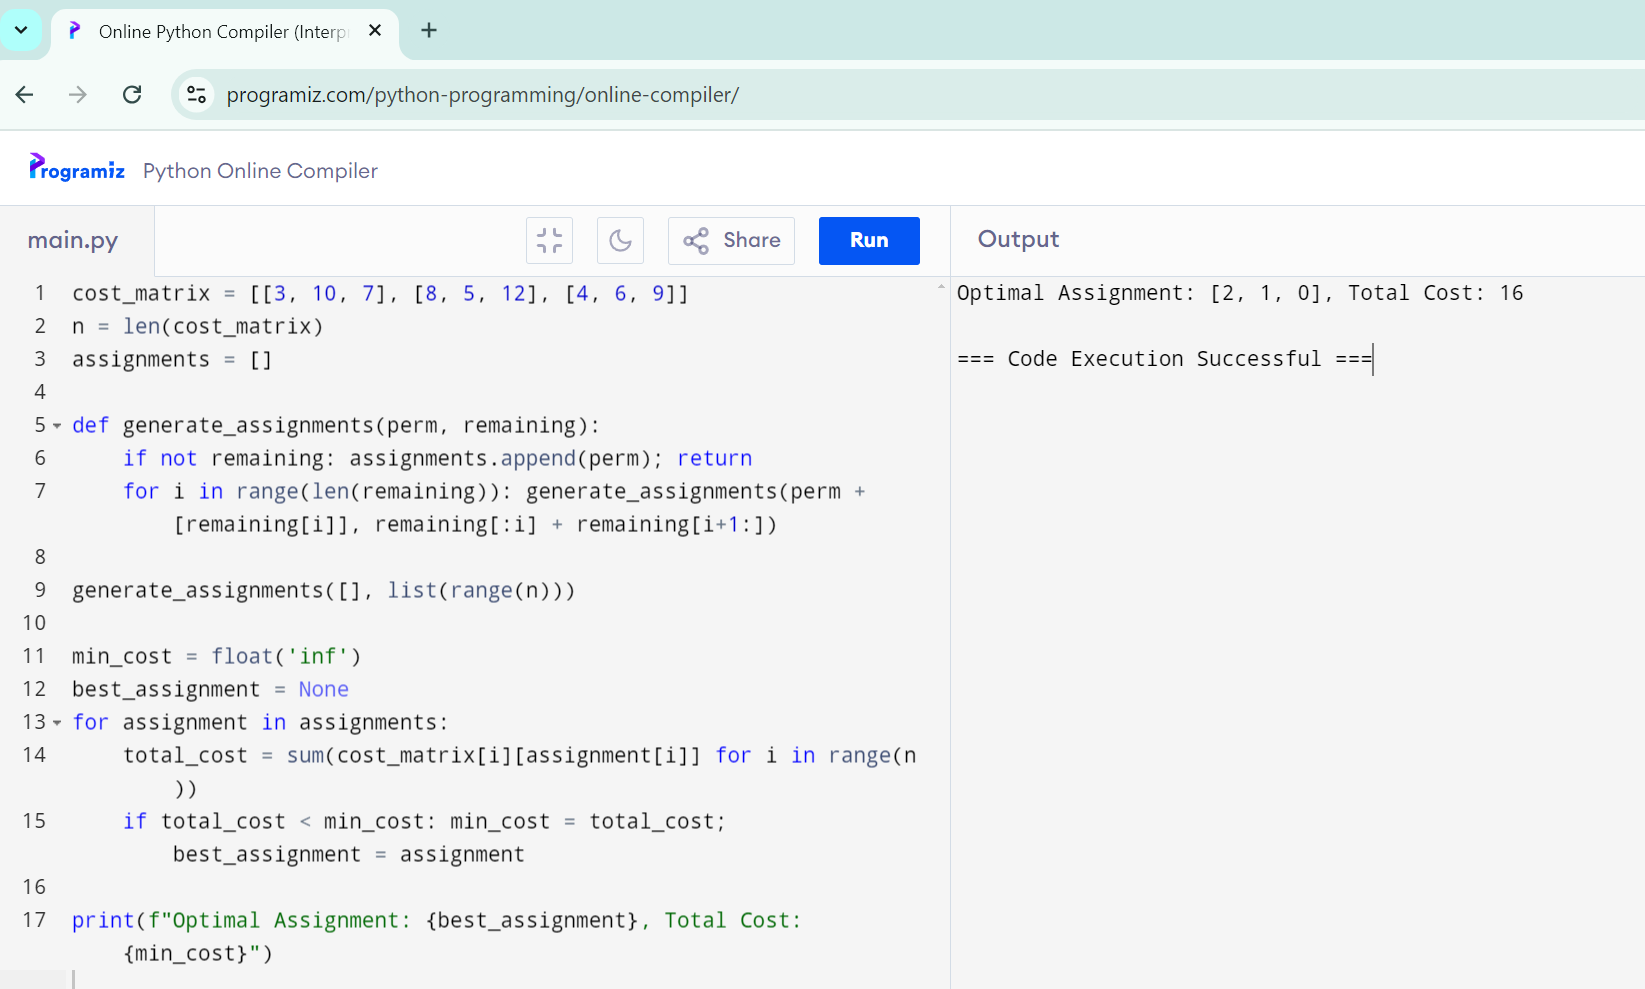 Online Python Compiler (Interp
programiz.com/python-programming/online-compiler/
Programiz Python Online Compiler
main.py
Share
Run
Output
1 cost_matrix = [[3, 10, 7], [8, 5, 12], [4, 6, 9]]
2 n = len(cost_matrix)
3 assignments = []
4
5 def generate_assignments(perm, remaining):
6     if not remaining: assignments.append(perm); return
7     for i in range(len(remaining)): generate_assignments(perm +
        [remaining[i]], remaining[:i] + remaining[i+1:])
8
9 generate_assignments([], list(range(n)))
10
11 min_cost = float('inf')
12 best_assignment = None
13 for assignment in assignments:
14     total_cost = sum(cost_matrix[i][assignment[i]] for i in range(n
        ))
15     if total_cost < min_cost: min_cost = total_cost;
        best_assignment = assignment
16
17 print(f"Optimal Assignment: {best_assignment}, Total Cost:
    {min_cost}")
Optimal Assignment: [2, 1, 0], Total Cost: 16
=== Code Execution Successful ===